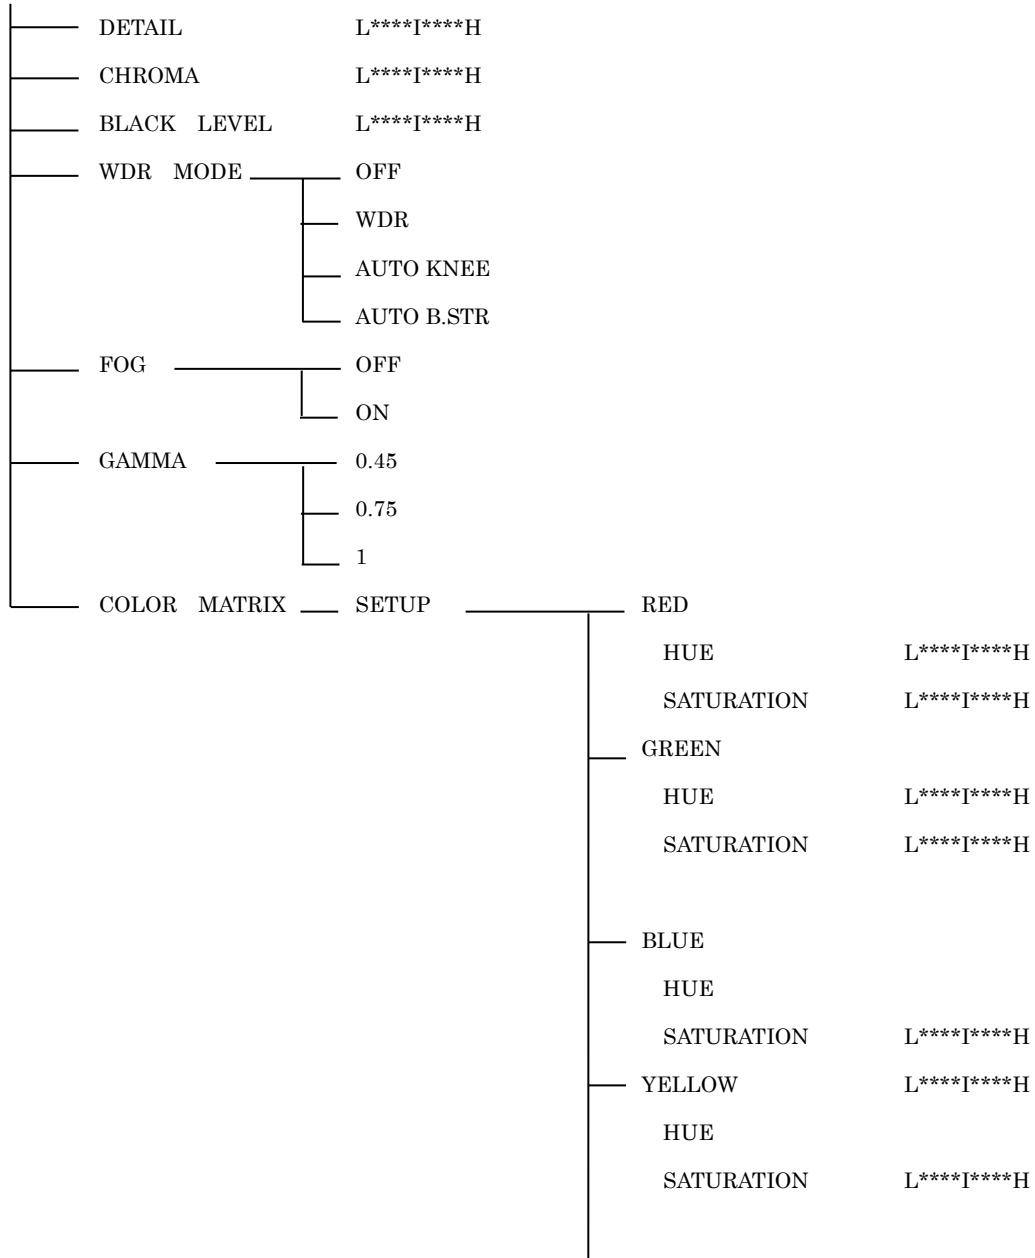 DETAIL L****I****H
CHROMA L****I****H
BLACK LEVEL L****I****H
WDR MODE OFF
WDR
AUTO KNEE
AUTO B.STR
FOG OFF
ON
GAMMA 0.45
0.75
1
COLOR MATRIX SETUP RED
HUE L****I****H
SATURATION L****I****H
GREEN
HUE L****I****H
SATURATION L****I****H
BLUE
HUE
SATURATION L****I****H
YELLOW L****I****H
HUE
SATURATION L****I****H